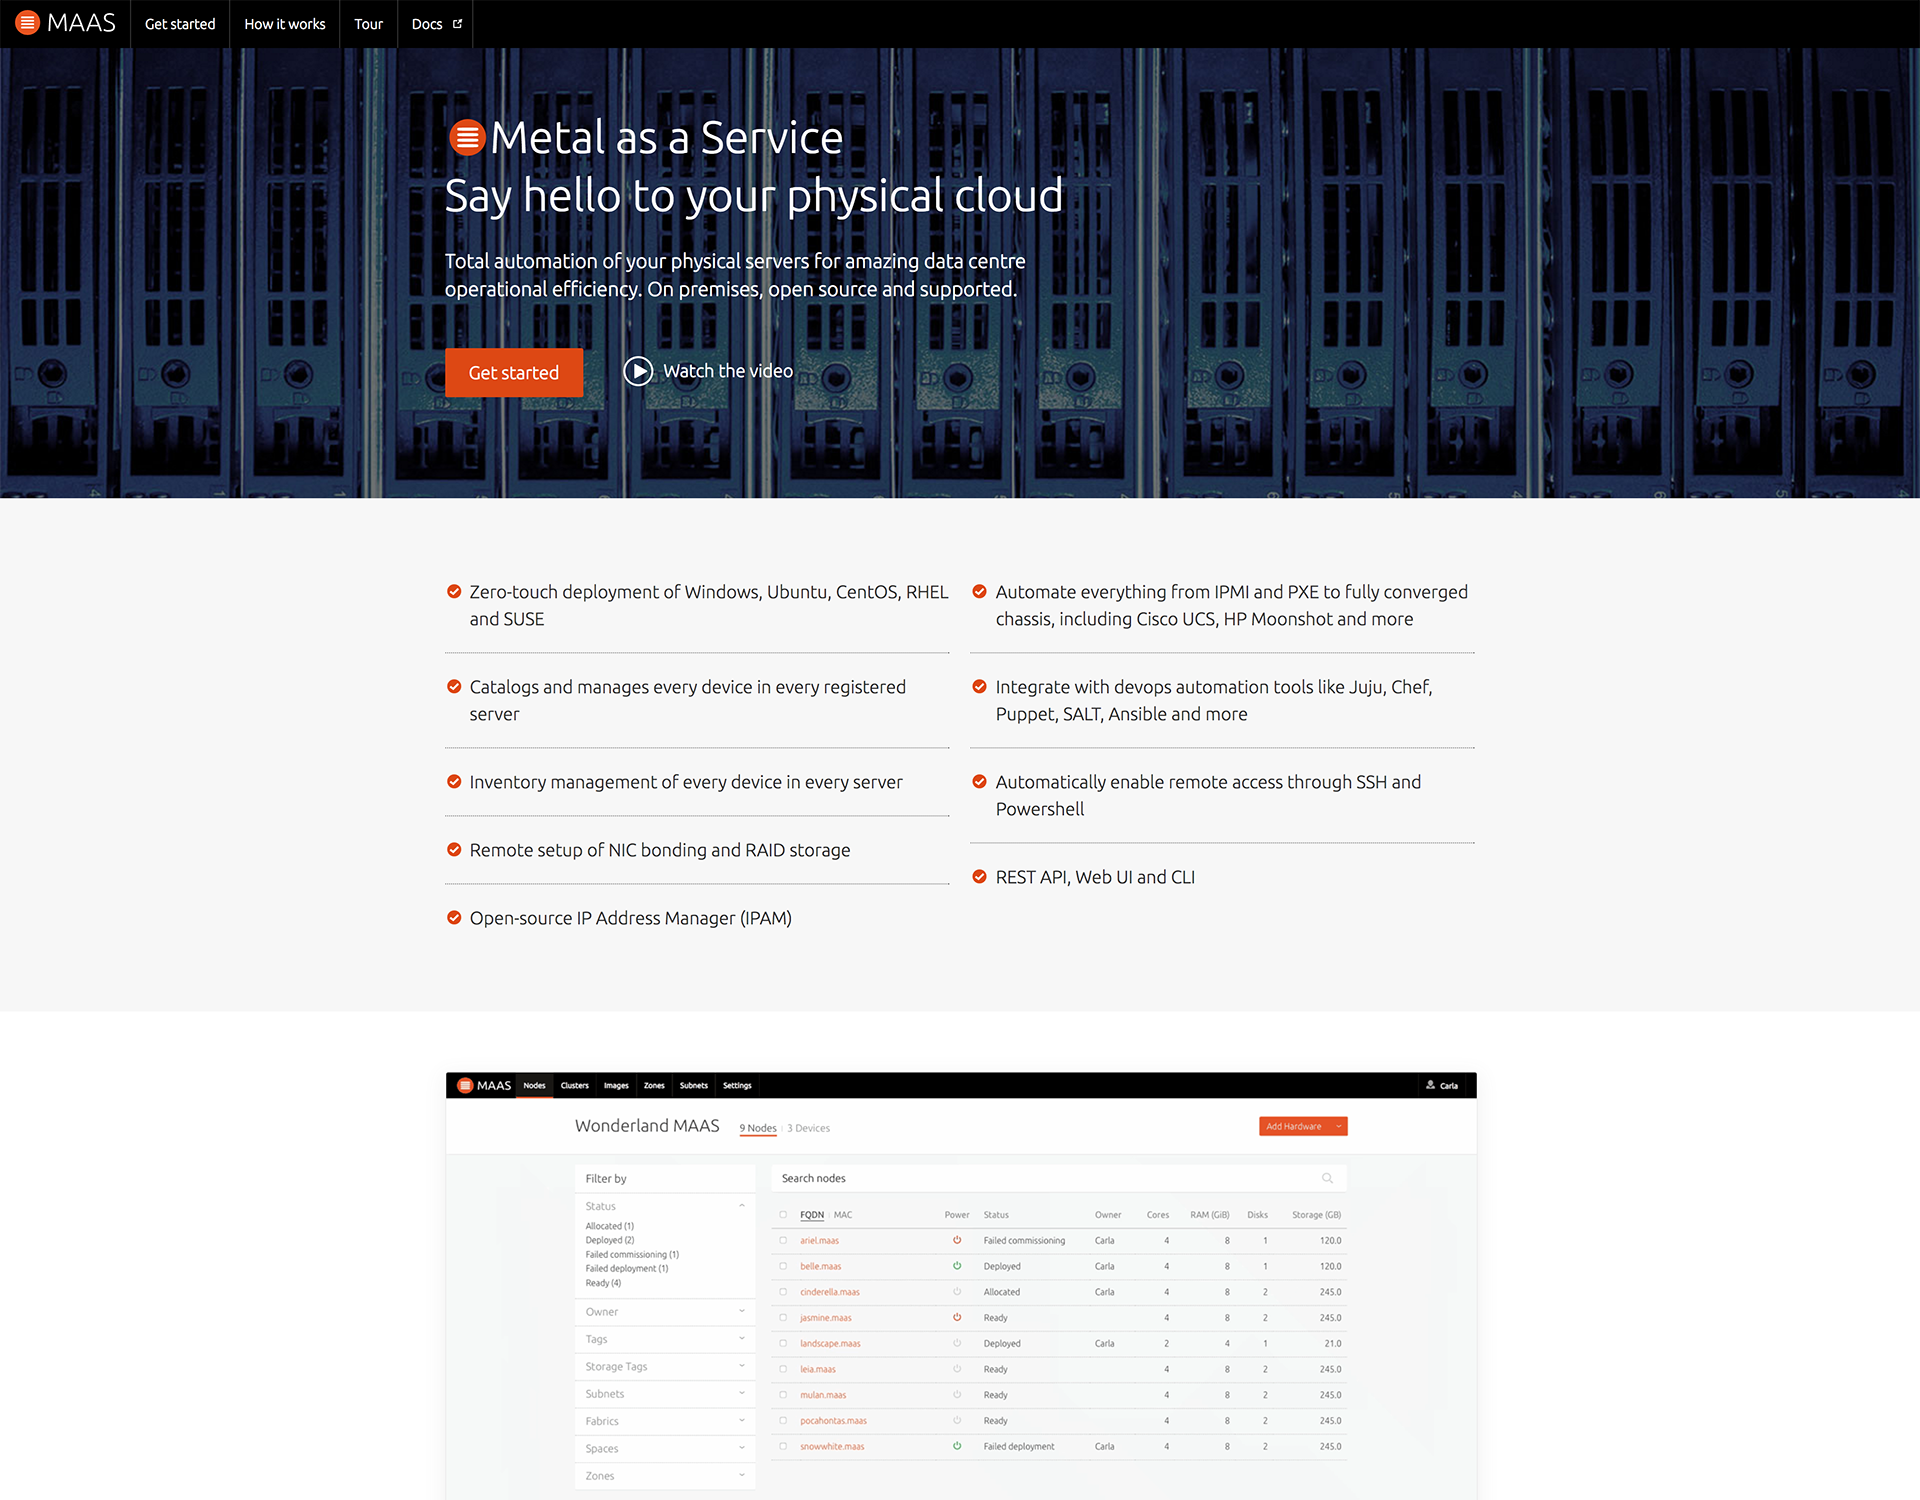 MAAS Get started How it works Tour Docs
Metal as a Service
Say hello to your physical cloud
Total automation of your physical servers for amazing data centre
operational efficiency. On premises, open source and supported.
Get started Watch the video
Zero-touch deployment of Windows, Ubuntu, CentOS, RHEL
and SUSE
Catalogs and manages every device in every registered
server
Inventory management of every device in every server
Remote setup of NIC bonding and RAID storage
Open-source IP Address Manager (IPAM)
Automate everything from IPMI and PXE to fully converged
chassis, including Cisco UCS, HP Moonshot and more
Integrate with devops automation tools like Juju, Chef,
Puppet, SALT, Ansible and more
Automatically enable remote access through SSH and
Powershell
REST API, Web UI and CLI
MAAS Nodes Clusters Images Zones Subnets Settings Carla
Wonderland MAAS 9 Nodes 3 Devices Add Hardware
Filter by
Status
Allocated (1)
Deployed (2)
Failed commissioning (1)
Failed deployment (1)
Ready (4)
Owner
Tags
Storage Tags
Subnets
Fabrics
Spaces
Zones
Search nodes
FQDN MAC Power Status Owner Cores RAM (GiB) Disks Storage (GB)
ariel.maas Failed commissioning Carla 4 8 1 120.0
belle.maas Deployed Carla 4 8 1 120.0
cinderella.maas Allocated Carla 4 8 2 245.0
jasmine.maas Ready 4 8 2 245.0
landscape.maas Deployed Carla 2 4 1 21.0
leia.maas Ready 4 8 2 245.0
mulan.maas Ready 4 8 2 245.0
pocahontas.maas Ready 4 8 2 245.0
snowwhite.maas Failed deployment Carla 4 8 2 245.0